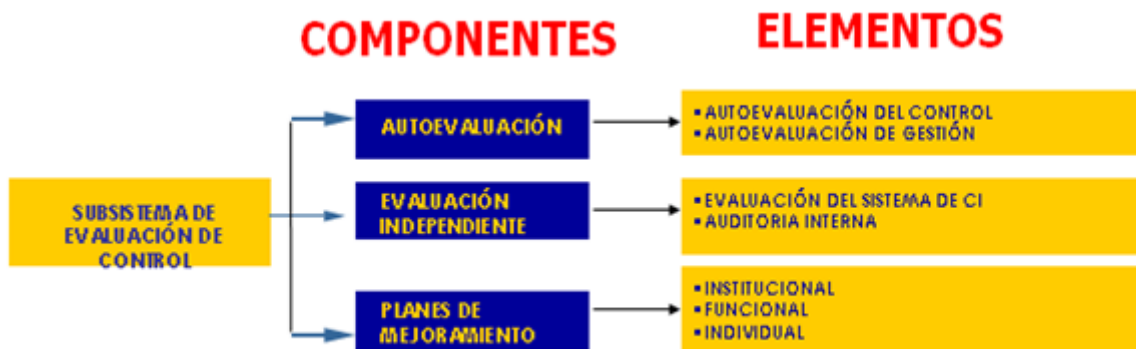 COMPONENTES
ELEMENTOS
SUBSISTEMA DE
EVALUACIÓN DE
CONTROL
AUTOEVALUACIÓN
▪ AUTOEVALUACIÓN DEL CONTROL
▪ AUTOEVALUACIÓN DE GESTIÓN
EVALUACIÓN
INDEPENDIENTE
▪ EVALUACIÓN DEL SISTEMA DE CI
▪ AUDITORIA INTERNA
PLANES DE
MEJORAMIENTO
▪ INSTITUCIONAL
▪ FUNCIONAL
▪ INDIVIDUAL